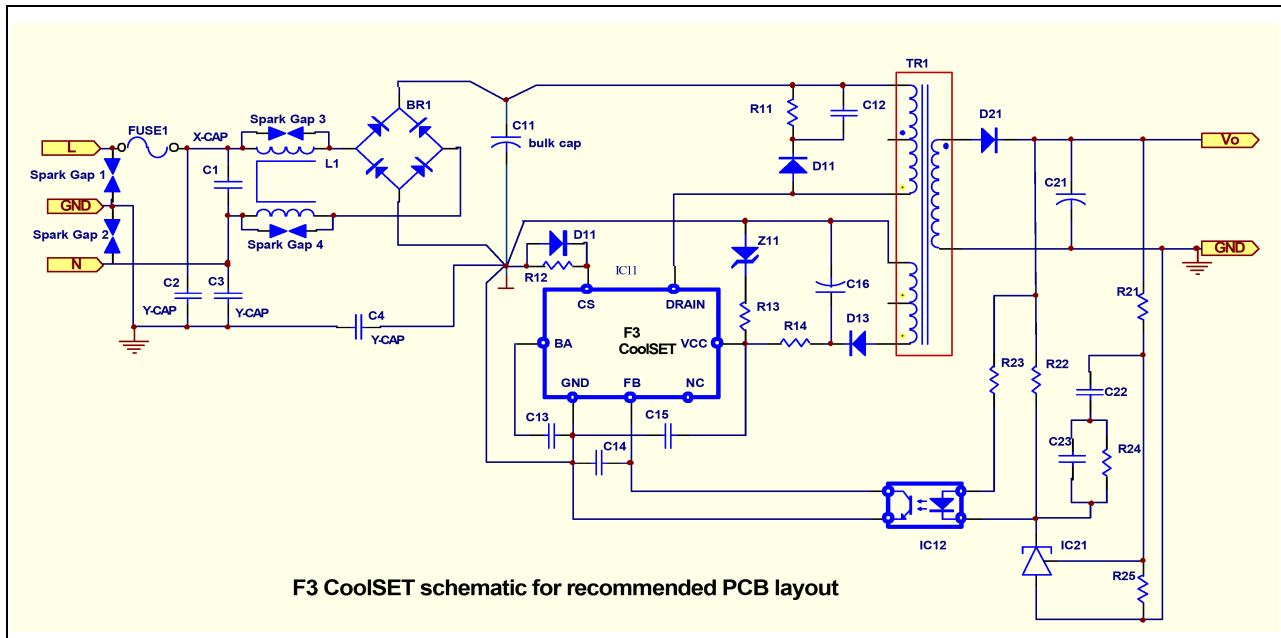 TR1
BR1
D21
R11
C12
Spark Gap 3
FUSE1
X-CAP
C11
bulk cap
L
Vo
L1
D11
Spark Gap 1
C1
C21
GND
Spark Gap 2
Spark Gap 4
D11
Z11
GND
N
R12
IC11
C2
C3
C16
CS
DRAIN
R21
Y-CAP
Y-CAP
C4
R13
F3
CoolSET
R14
D13
Y-CAP
BA
VCC
R23
R22
GND
FB
NC
C22
C13
C15
C14
C23
R24
IC12
IC21
R25
F3 CoolSET schematic for recommended PCB layout